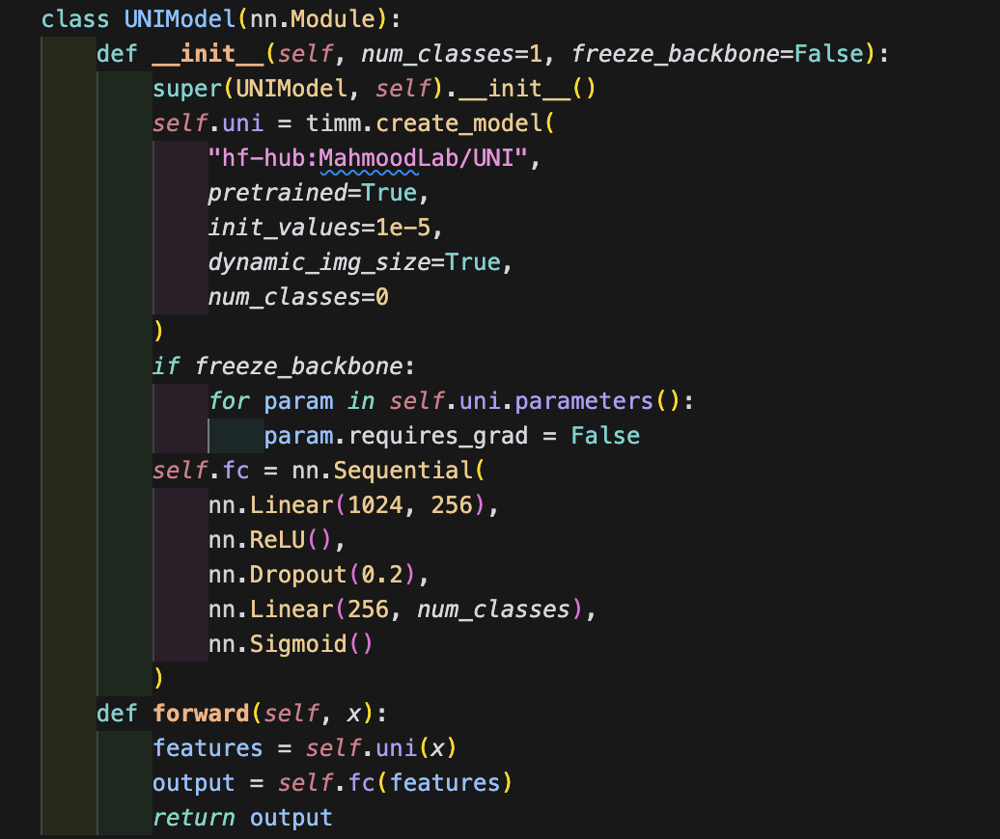 class UNIModel(nn.Module):
    def __init__(self, num_classes=1, freeze_backbone=False):
        super(UNIModel, self).__init__()
        self.uni = timm.create_model(
            "hf-hub:MahmoodLab/UNI",
            pretrained=True,
            init_values=1e-5,
            dynamic_img_size=True,
            num_classes=0
        )
        if freeze_backbone:
            for param in self.uni.parameters():
                param.requires_grad = False
        self.fc = nn.Sequential(
            nn.Linear(1024, 256),
            nn.ReLU(),
            nn.Dropout(0.2),
            nn.Linear(256, num_classes),
            nn.Sigmoid()
        )
    def forward(self, x):
        features = self.uni(x)
        output = self.fc(features)
        return output